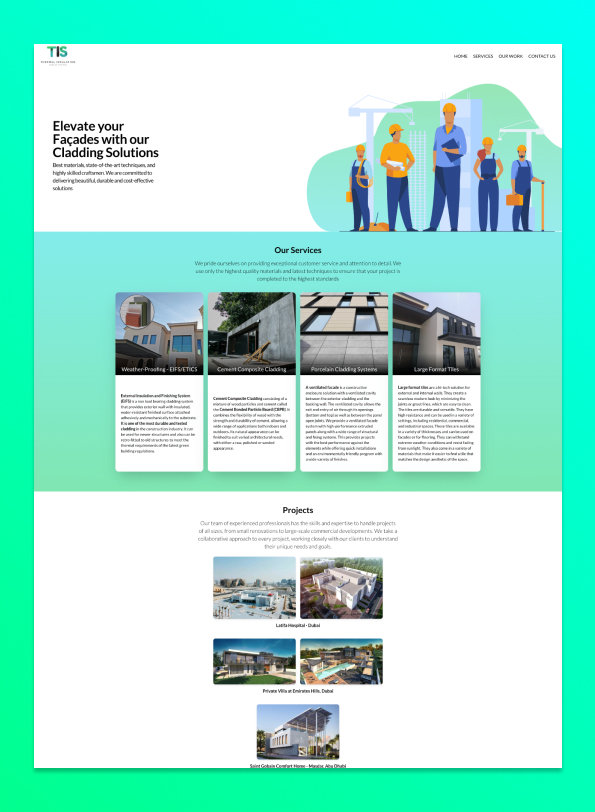 TIS
HOME SERVICES OUR WORK CONTACT US
Elevate your
Façades with our
Cladding Solutions
Best materials, state-of-the-art techniques, and
highly skilled craftsmen. We are committed to
delivering beautiful, durable and cost-effective
solutions
Our Services
We pride ourselves on providing exceptional customer service and attention to detail. We
use only the highest quality materials and latest techniques to ensure that your project is
completed to the highest standards
Weather-Proofing - EIFS/ETICS
External Insulation and Finishing System
(EIFS) is a non load bearing cladding system
that provides exterior wall with insulated,
water-resistant finished surface attached
adhesively and mechanically to the substrate.
It is one of the most durable and tested
cladding in the construction industry. It can
be used for newer structures and also can be
retro-fitted to old structures to meet the
thermal requirements of the latest green
building regulations.
Cement Composite Cladding
Cement Composite Cladding consisting of a
mixture of wood particles and cement called
the Cement Bonded Particle Board (CBPB). It
combines the flexibility of wood with the
strength and durability of cement, allowing a
wide range of applications both indoors and
outdoors. Its natural appearance can be
finished to suit varied architectural needs,
with either a raw, polished or washed
appearance.
Porcelain Cladding Systems
A ventilated façade is a constructive
enclosure solution with a ventilated cavity
between the exterior cladding and the
backing wall. The ventilated cavity allows the
exit and entry of air through its openings
(bottom and top) as well as between the panel
open joints. We provide a ventilated façade
system with high performance extruded
panels along with a wide range of structural
and fixing systems. This provides projects
with the best performance against the
elements while offering quick installations
and an environmentally friendly program with
a wide variety of finishes.
Large Format Tiles
Large format tiles are a hi-tech solution for
external and internal walls. They create a
seamless modern look by minimizing the
joints or grout lines, which are easy to clean.
The tiles are durable and versatile. They have
high resistance and can be used in a variety of
settings, including residential, commercial,
and industrial spaces. These tiles are available
in a variety of thicknesses and can be used on
facades or for flooring. They can withstand
extreme weather conditions and resist fading
from sunlight. They also come in a variety of
materials that make it easier to find a tile that
matches the design aesthetic of the space.
Projects
Our team of experienced professionals has the skills and expertise to handle projects
of all sizes, from small renovations to large-scale commercial developments. We take a
collaborative approach to every project, working closely with our clients to understand
their unique needs and goals.
Latifa Hospital - Dubai
Private Villa at Emirates Hills, Dubai
Saint Gobain Comfort Home - Masdar, Abu Dhabi